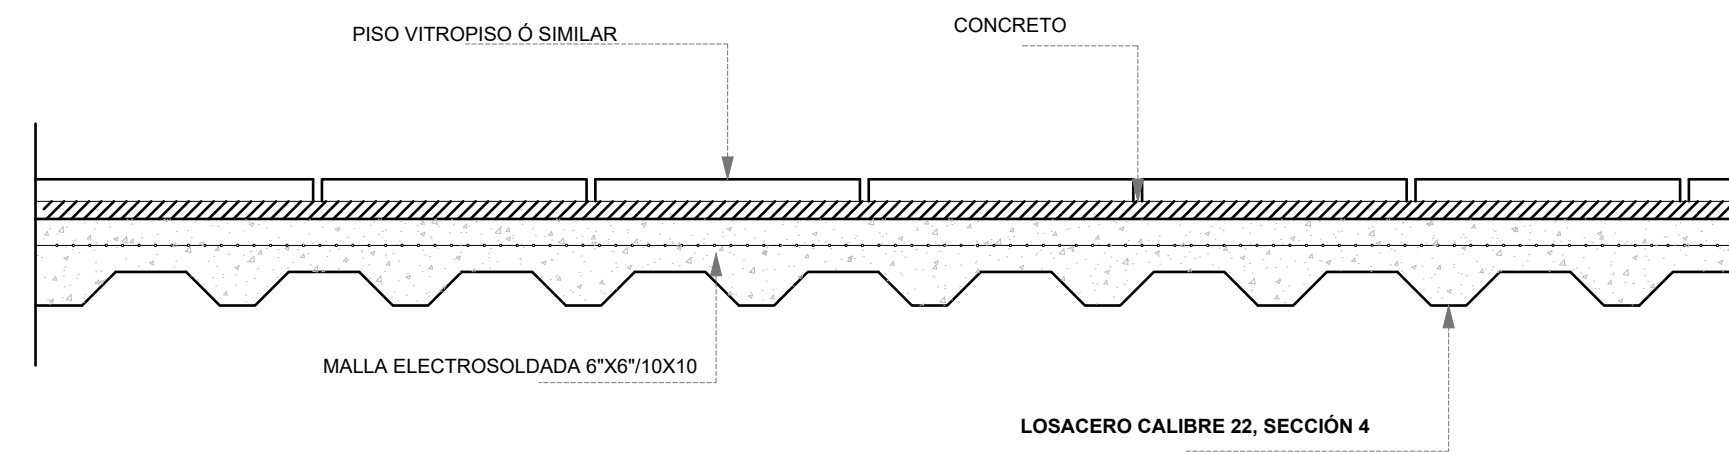 PISO VITROPISO Ó SIMILAR
CONCRETO
MALLA ELECTROSOLDADA 6"X6"/10X10
LOSACERO CALIBRE 22, SECCIÓN 4